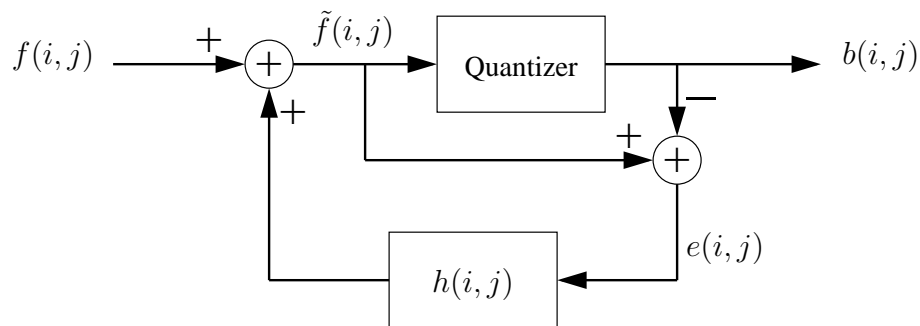 f(i, j)
+
+
f̃(i, j)
Quantizer
b(i, j)
+
−
+
+
e(i, j)
h(i, j)